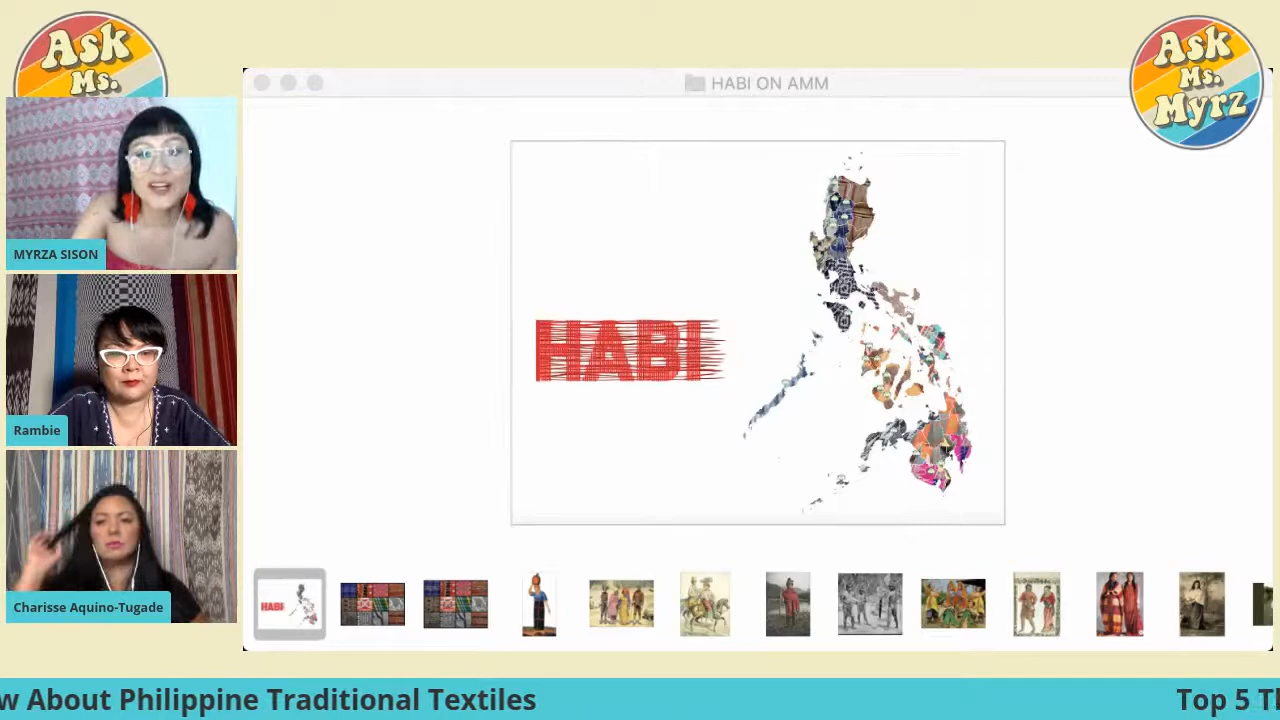 Ask
Ms.
MYRZA SISON
Rambie
Charisse Aquino-Tugade
HABI ON AMM
HABI
HABI
Ask
Ms.
Myrz
w About Philippine Traditional Textiles
Top 5 Th